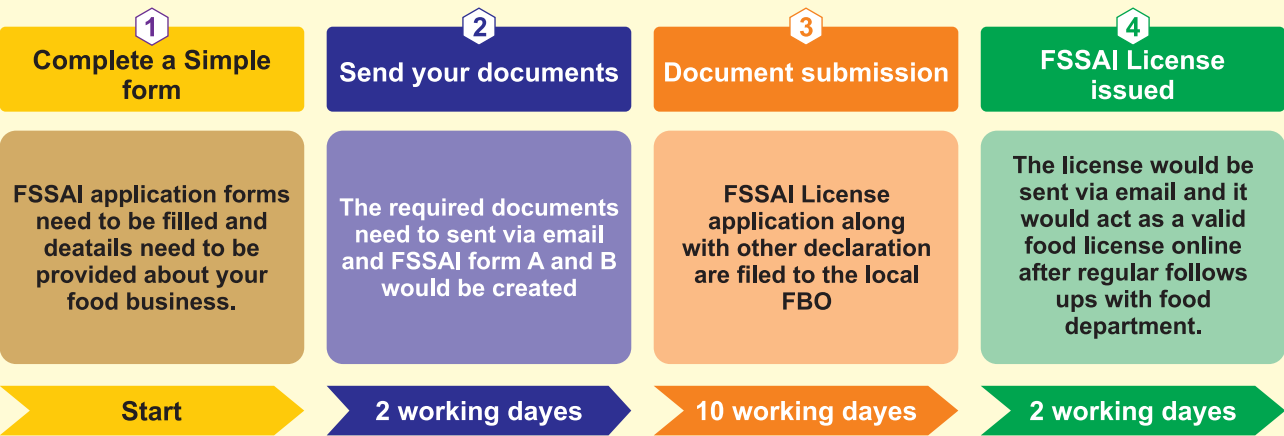 1
Complete a Simple
form
FSSAI application forms
need to be filled and
deatails need to be
provided about your
food business.
Start
2
Send your documents
The required documents
need to sent via email
and FSSAI form A and B
would be created
2 working dayes
3
Document submission
FSSAI License
application along
with other declaration
are filed to the local
FBO
10 working dayes
4
FSSAI License
issued
The license would be
sent via email and it
would act as a valid
food license online
after regular follows
ups with food
department.
2 working dayes